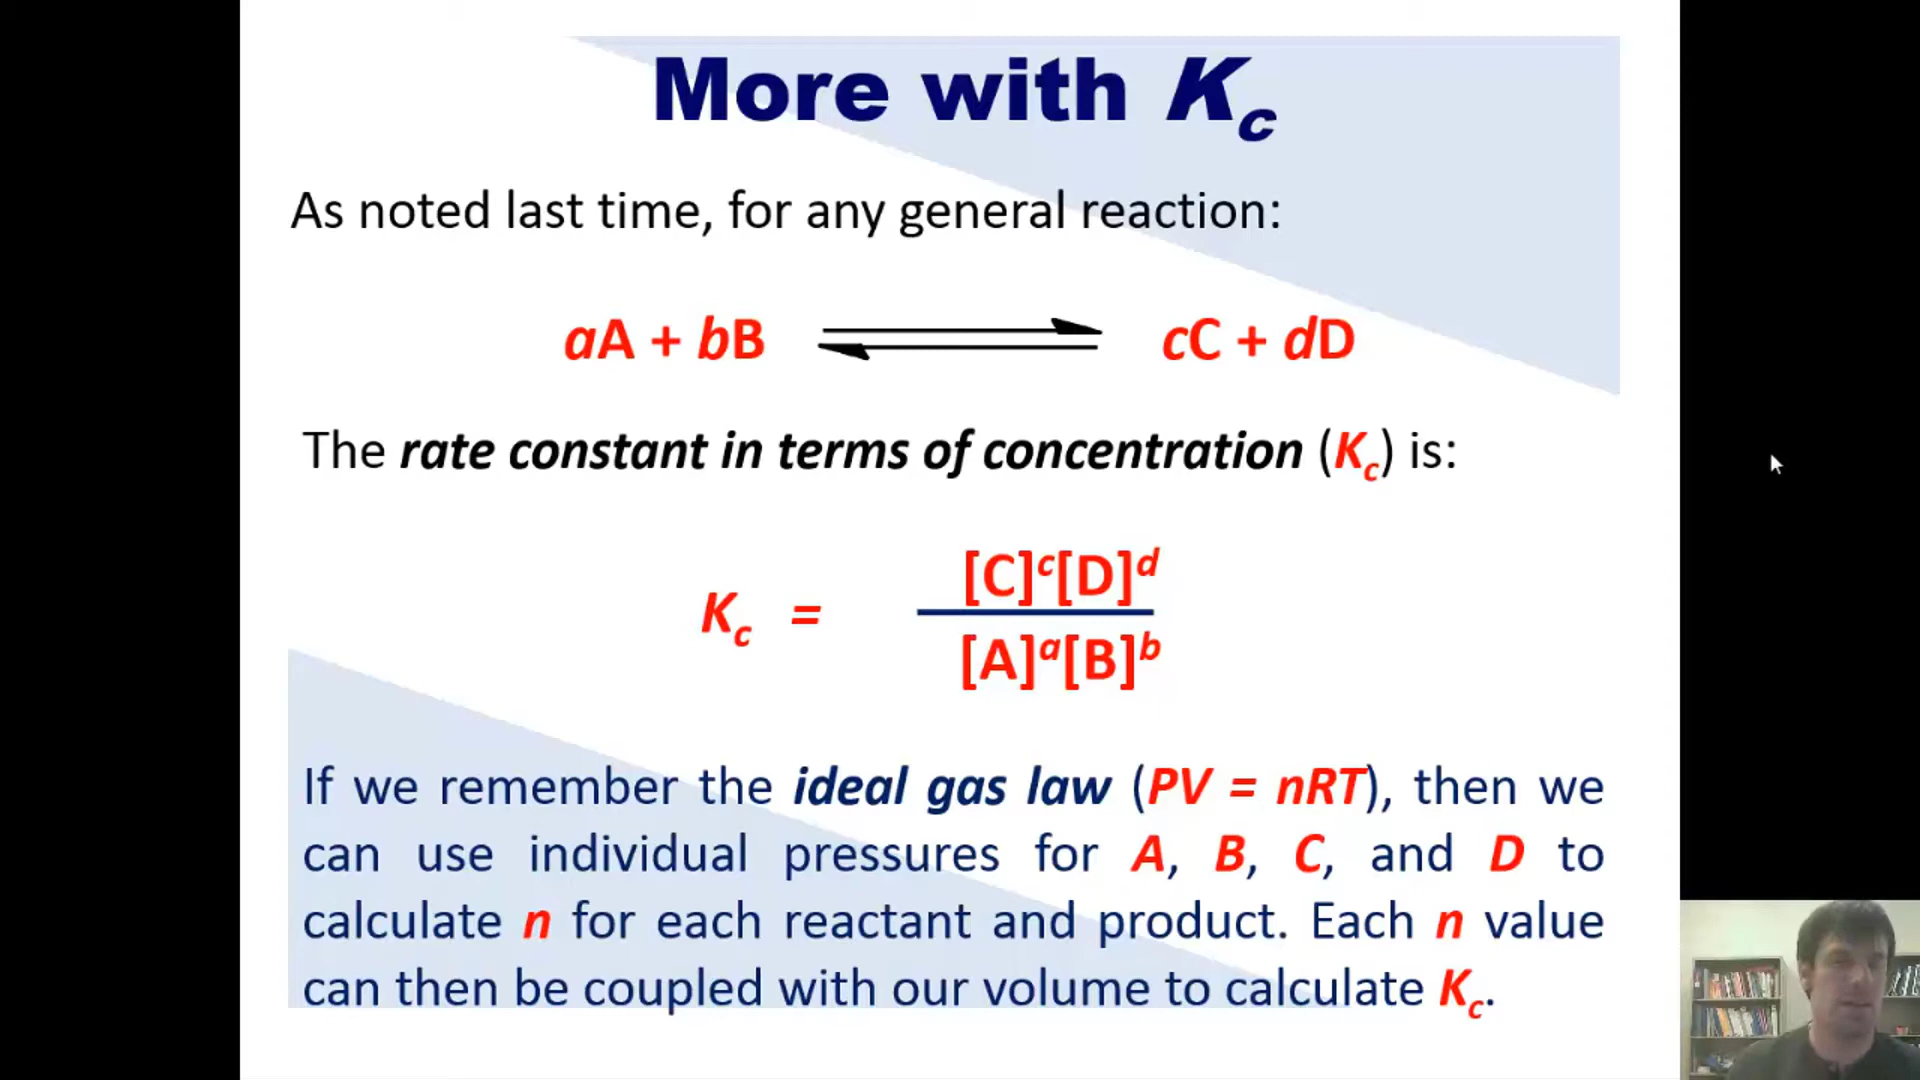 More with Kc
As noted last time, for any general reaction:
aA + bB ⇌ cC + dD
The rate constant in terms of concentration (Kc) is:
Kc = [C]^c[D]^d
[A]^a[B]^b
If we remember the ideal gas law (PV = nRT), then we
can use individual pressures for A, B, C, and D to
calculate n for each reactant and product. Each n value
can then be coupled with our volume to calculate Kc.